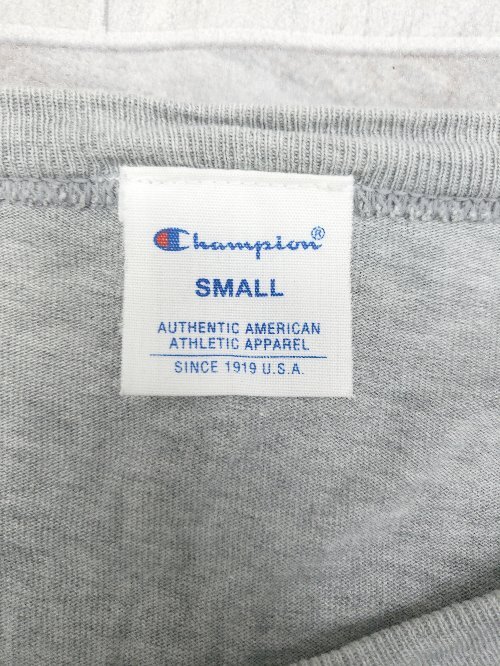 Champion®
SMALL
AUTHENTIC AMERICAN
ATHLETIC APPAREL
SINCE 1919 U.S.A.